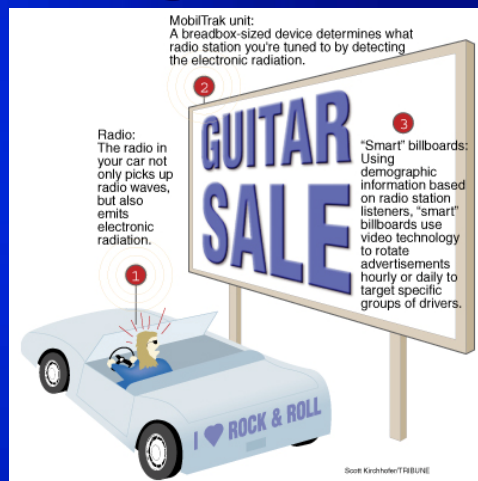 MobilTrak unit:
A breadbox-sized device determines what
radio station you're tuned to by detecting
the electronic radiation.
2
GUITAR
SALE
3
"Smart" billboards:
Using
demographic
information based
on radio station
listeners, "smart"
billboards use
video technology
to rotate
advertisements
hourly or daily to
target specific
groups of drivers.
Radio:
The radio in
your car not
only picks up
radio waves,
but also
emits
electronic
radiation.
1
I ♥ ROCK & ROLL
Scott Kirchhofer/TRIBUNE